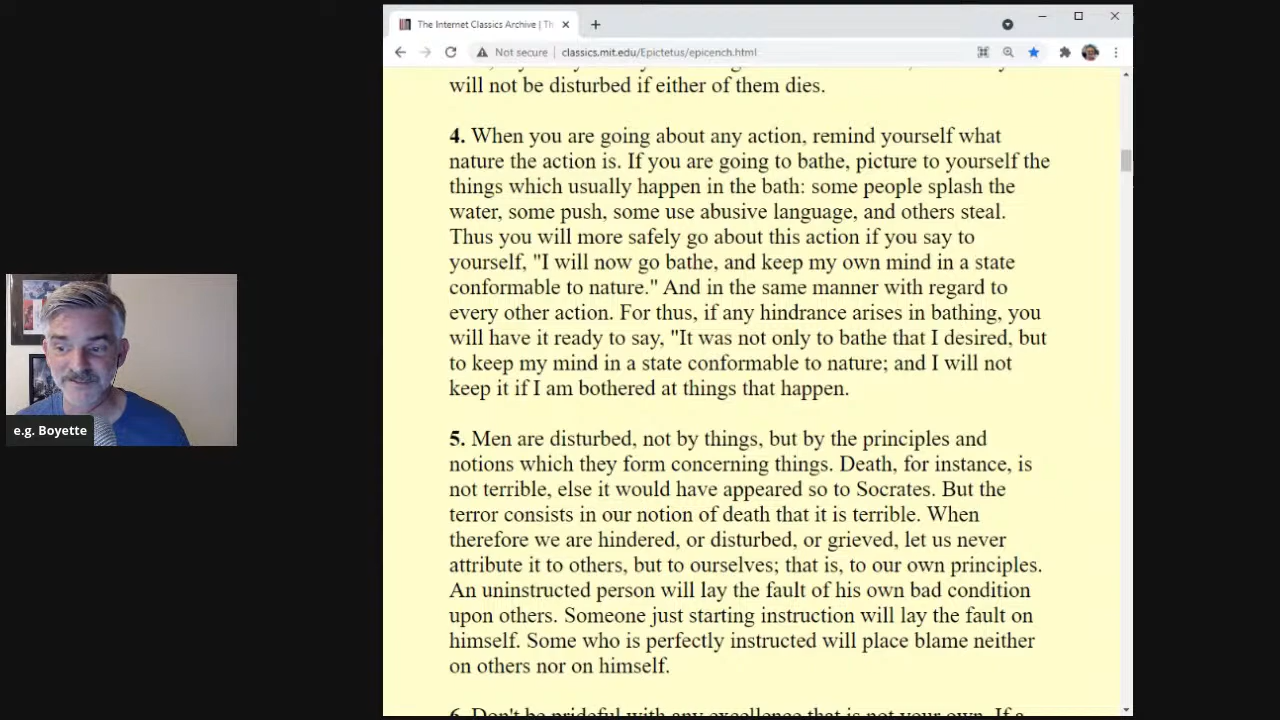 The Internet Classics Archive | Th
Not secure
classics.mit.edu/Epictetus/epicench.html
will not be disturbed if either of them dies.
4. When you are going about any action, remind yourself what
nature the action is. If you are going to bathe, picture to yourself the
things which usually happen in the bath: some people splash the
water, some push, some use abusive language, and others steal.
Thus you will more safely go about this action if you say to
yourself, "I will now go bathe, and keep my own mind in a state
conformable to nature." And in the same manner with regard to
every other action. For thus, if any hindrance arises in bathing, you
will have it ready to say, "It was not only to bathe that I desired, but
to keep my mind in a state conformable to nature; and I will not
keep it if I am bothered at things that happen.
5. Men are disturbed, not by things, but by the principles and
notions which they form concerning things. Death, for instance, is
not terrible, else it would have appeared so to Socrates. But the
terror consists in our notion of death that it is terrible. When
therefore we are hindered, or disturbed, or grieved, let us never
attribute it to others, but to ourselves; that is, to our own principles.
An uninstructed person will lay the fault of his own bad condition
upon others. Someone just starting instruction will lay the fault on
himself. Some who is perfectly instructed will place blame neither
on others nor on himself.
6. Don't be prideful with any excellence that is not your own. If a
e.g. Boyette